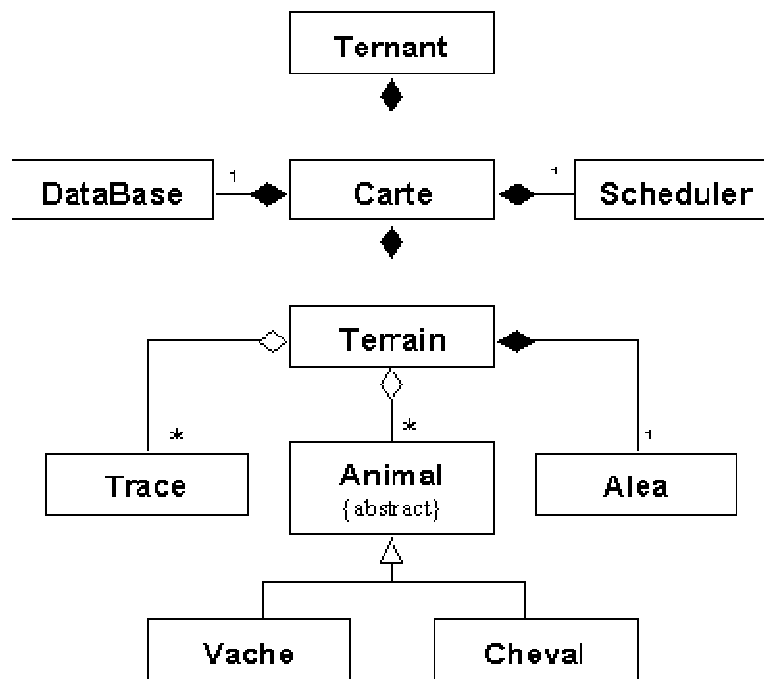 Ternant
1
1
DataBase
Carte
Scheduler
Terrain
*
*
1
Trace
Animal
{abstract}
Alea
Vache
Cheval